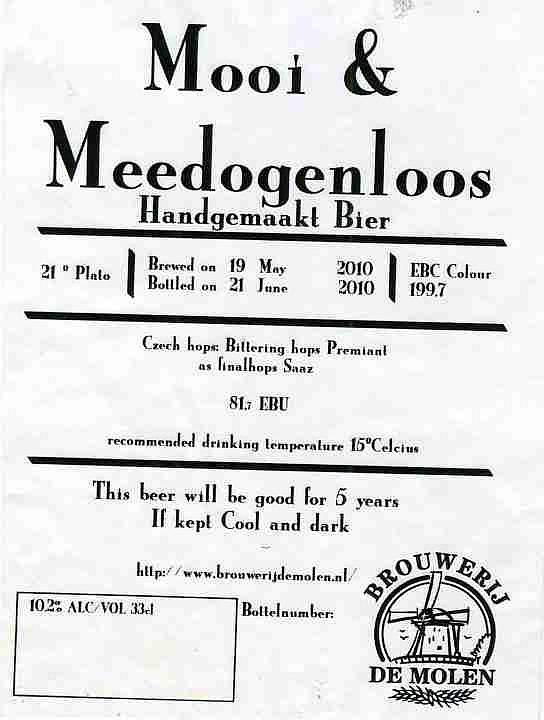 Mooi &
Meedogenloos
Handgemaakt Bier
21 º Plato
Brewed on 19 May 2010
Bottled on 21 June 2010
EBC Colour
199.7
Czech hops: Bittering hops Premiant
as finalhops Saaz
81,7 EBU
recommended drinking temperature 15ºCelcius
This beer will be good for 5 years
If kept Cool and dark
http://www.brouwerijdemolen.nl/
10.2% ALC/VOL 33cl
Bottelnumber:
BROUWERIJ
DE MOLEN